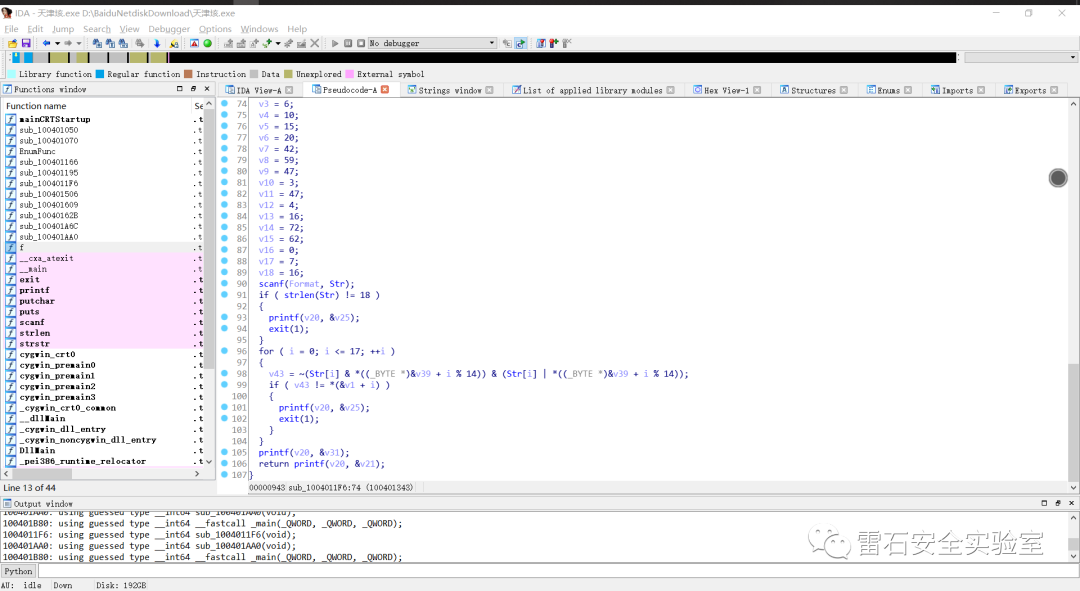 IDA - 天津垓.exe D:\BaiduNetdiskDownload\天津垓.exe
File Edit Jump Search View Debugger Options Windows Help
No debugger
Library function Regular function Instruction Data Unexplored External symbol
Functions window
IDA View-A Pseudocode-A Strings window List of applied library modules Hex View-1 Structures Enums Imports Exports
Function name Se
mainCRTStartup .t
sub_100401050 .t
sub_100401070 .t
EnumFunc .t
sub_100401166 .t
sub_100401195 .t
sub_1004011F6 .t
sub_100401506 .t
sub_100401609 .t
sub_10040162B .t
sub_100401A6C .t
sub_100401AA0 .t
f .t
__cxa_atexit .t
__main .t
exit .t
printf .t
putchar .t
puts .t
scanf .t
strlen .t
strstr .t
cygwin_crt0 .t
cygwin_premain0 .t
cygwin_premain1 .t
cygwin_premain2 .t
cygwin_premain3 .t
_cygwin_crt0_common .t
__dllMain .t
_cygwin_dll_entry .t
_cygwin_noncygwin_dll_entry .t
DllMain .t
_pei386_runtime_relocator .t
Line 13 of 44
74 v3 = 6;
75 v4 = 10;
76 v5 = 15;
77 v6 = 20;
78 v7 = 42;
79 v8 = 59;
80 v9 = 47;
81 v10 = 3;
82 v11 = 47;
83 v12 = 4;
84 v13 = 16;
85 v14 = 72;
86 v15 = 62;
87 v16 = 0;
88 v17 = 7;
89 v18 = 16;
90 scanf(Format, Str);
91 if ( strlen(Str) != 18 )
92 {
93 printf(v20, &v25);
94 exit(1);
95 }
96 for ( i = 0; i <= 17; ++i )
97 {
98 v43 = ~(Str[i] & *((_BYTE *)&v39 + i % 14)) & (Str[i] | *((_BYTE *)&v39 + i % 14));
99 if ( v43 != *(&v1 + i) )
100 {
101 printf(v20, &v25);
102 exit(1);
103 }
104 }
105 printf(v20, &v31);
106 return printf(v20, &v21);
107 }
00000943 sub_1004011F6:74 (100401343)
Output window
100401AA0: using guessed type __int64 sub_100401AA0(void);
100401B80: using guessed type __int64 __fastcall _main(_QWORD, _QWORD, _QWORD);
1004011F6: using guessed type __int64 sub_1004011F6(void);
100401AA0: using guessed type __int64 sub_100401AA0(void);
100401B80: using guessed type __int64 __fastcall _main(_QWORD, _QWORD, _QWORD);
雷石安全实验室
Python
AU: idle Down Disk: 192GB